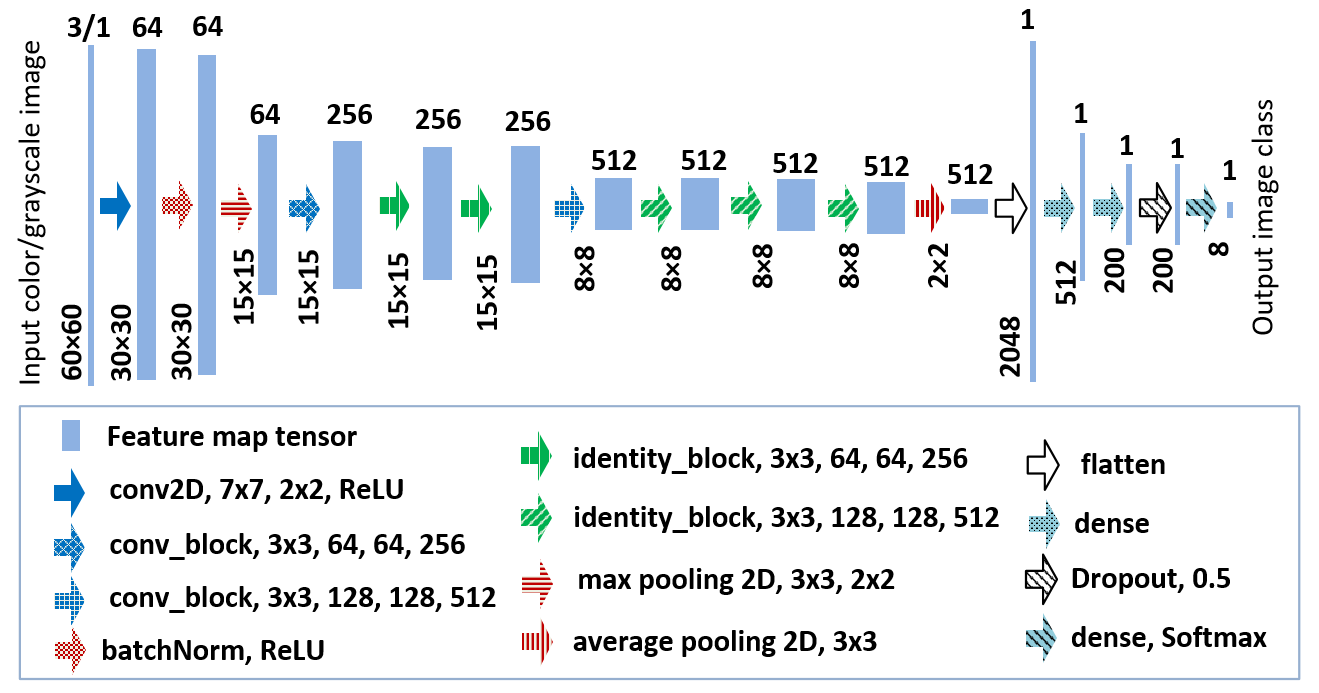 Input color/grayscale image
3/1
64
64
64
256
256
256
512
512
512
512
512
1
1
1
1
1
60×60
30×30
30×30
15×15
15×15
15×15
15×15
8×8
8×8
8×8
8×8
2×2
2048
512
200
200
8
Output image class
Feature map tensor
conv2D, 7x7, 2x2, ReLU
conv_block, 3x3, 64, 64, 256
conv_block, 3x3, 128, 128, 512
batchNorm, ReLU
identity_block, 3x3, 64, 64, 256
identity_block, 3x3, 128, 128, 512
max pooling 2D, 3x3, 2x2
average pooling 2D, 3x3
flatten
dense
Dropout, 0.5
dense, Softmax